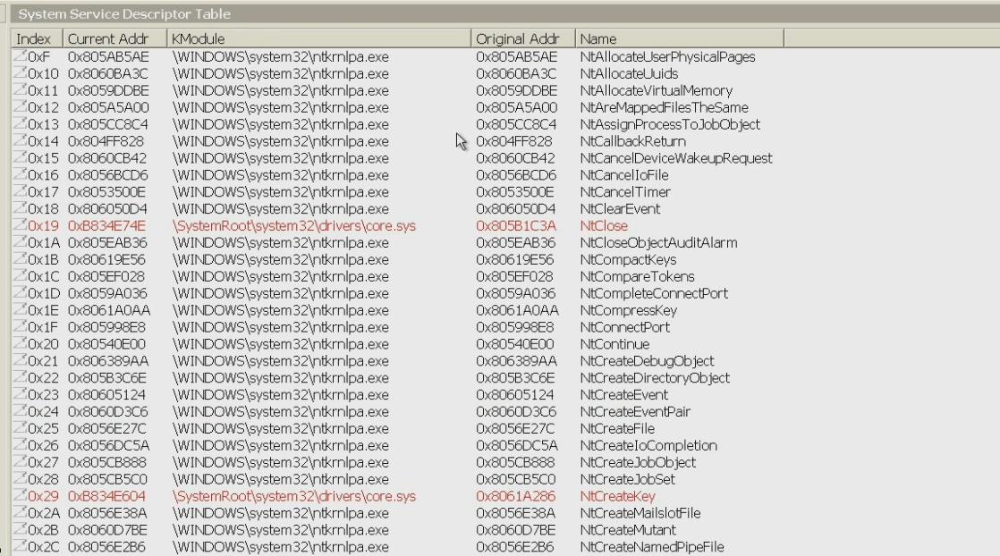 System Service Descriptor Table
Index Current Addr KModule Original Addr Name
0xF 0x805AB5AE \WINDOWS\system32\ntkrnlpa.exe 0x805AB5AE NtAllocateUserPhysicalPages
0x10 0x8060BA3C \WINDOWS\system32\ntkrnlpa.exe 0x8060BA3C NtAllocateUuids
0x11 0x8059DDBE \WINDOWS\system32\ntkrnlpa.exe 0x8059DDBE NtAllocateVirtualMemory
0x12 0x805A5A00 \WINDOWS\system32\ntkrnlpa.exe 0x805A5A00 NtAreMappedFilesTheSame
0x13 0x805CC8C4 \WINDOWS\system32\ntkrnlpa.exe 0x805CC8C4 NtAssignProcessToJobObject
0x14 0x804FF828 \WINDOWS\system32\ntkrnlpa.exe 0x804FF828 NtCallbackReturn
0x15 0x8060CB42 \WINDOWS\system32\ntkrnlpa.exe 0x8060CB42 NtCancelDeviceWakeupRequest
0x16 0x8056BCD6 \WINDOWS\system32\ntkrnlpa.exe 0x8056BCD6 NtCancelIoFile
0x17 0x8053500E \WINDOWS\system32\ntkrnlpa.exe 0x8053500E NtCancelTimer
0x18 0x806050D4 \WINDOWS\system32\ntkrnlpa.exe 0x806050D4 NtClearEvent
0x19 0xB834E74E \SystemRoot\system32\drivers\core.sys 0x805B1C3A NtClose
0x1A 0x805EAB36 \WINDOWS\system32\ntkrnlpa.exe 0x805EAB36 NtCloseObjectAuditAlarm
0x1B 0x80619E56 \WINDOWS\system32\ntkrnlpa.exe 0x80619E56 NtCompactKeys
0x1C 0x805EF028 \WINDOWS\system32\ntkrnlpa.exe 0x805EF028 NtCompareTokens
0x1D 0x8059A036 \WINDOWS\system32\ntkrnlpa.exe 0x8059A036 NtCompleteConnectPort
0x1E 0x8061A0AA \WINDOWS\system32\ntkrnlpa.exe 0x8061A0AA NtCompressKey
0x1F 0x805998E8 \WINDOWS\system32\ntkrnlpa.exe 0x805998E8 NtConnectPort
0x20 0x80540E00 \WINDOWS\system32\ntkrnlpa.exe 0x80540E00 NtContinue
0x21 0x806389AA \WINDOWS\system32\ntkrnlpa.exe 0x806389AA NtCreateDebugObject
0x22 0x805B3C6E \WINDOWS\system32\ntkrnlpa.exe 0x805B3C6E NtCreateDirectoryObject
0x23 0x80605124 \WINDOWS\system32\ntkrnlpa.exe 0x80605124 NtCreateEvent
0x24 0x8060D3C6 \WINDOWS\system32\ntkrnlpa.exe 0x8060D3C6 NtCreateEventPair
0x25 0x8056E27C \WINDOWS\system32\ntkrnlpa.exe 0x8056E27C NtCreateFile
0x26 0x8056DC5A \WINDOWS\system32\ntkrnlpa.exe 0x8056DC5A NtCreateIoCompletion
0x27 0x805CB888 \WINDOWS\system32\ntkrnlpa.exe 0x805CB888 NtCreateJobObject
0x28 0x805CB5C0 \WINDOWS\system32\ntkrnlpa.exe 0x805CB5C0 NtCreateJobSet
0x29 0xB834E604 \SystemRoot\system32\drivers\core.sys 0x8061A286 NtCreateKey
0x2A 0x8056E38A \WINDOWS\system32\ntkrnlpa.exe 0x8056E38A NtCreateMailslotFile
0x2B 0x8060D7BE \WINDOWS\system32\ntkrnlpa.exe 0x8060D7BE NtCreateMutant
0x2C 0x8056E2B6 \WINDOWS\system32\ntkrnlpa.exe 0x8056E2B6 NtCreateNamedPipeFile